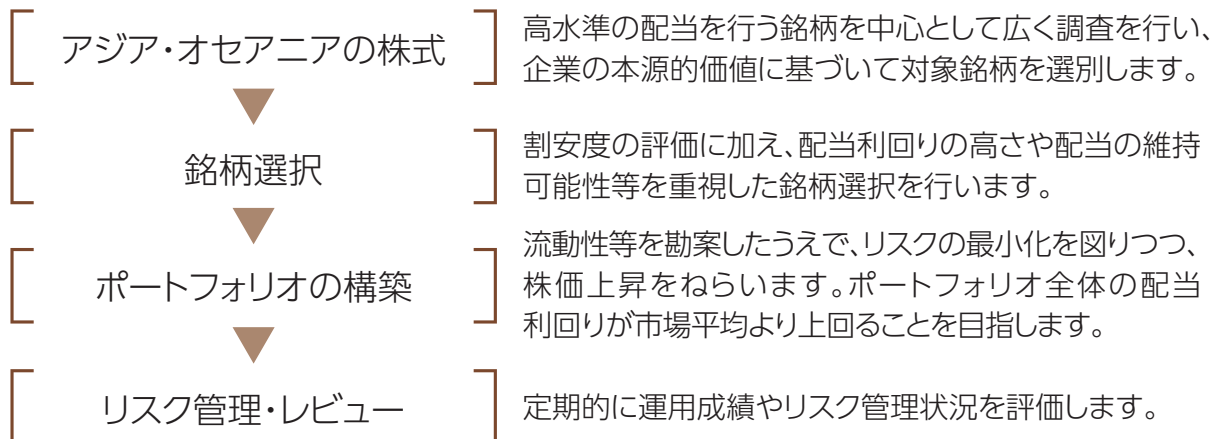 アジア・オセアニアの株式
高水準の配当を行う銘柄を中心として広く調査を行い、
企業の本源的価値に基づいて対象銘柄を選別します。
銘柄選択
割安度の評価に加え、配当利回りの高さや配当の維持
可能性等を重視した銘柄選択を行います。
ポートフォリオの構築
流動性等を勘案したうえで、リスクの最小化を図りつつ、
株価上昇をねらいます。ポートフォリオ全体の配当
利回りが市場平均より上回ることを目指します。
リスク管理・レビュー
定期的に運用成績やリスク管理状況を評価します。